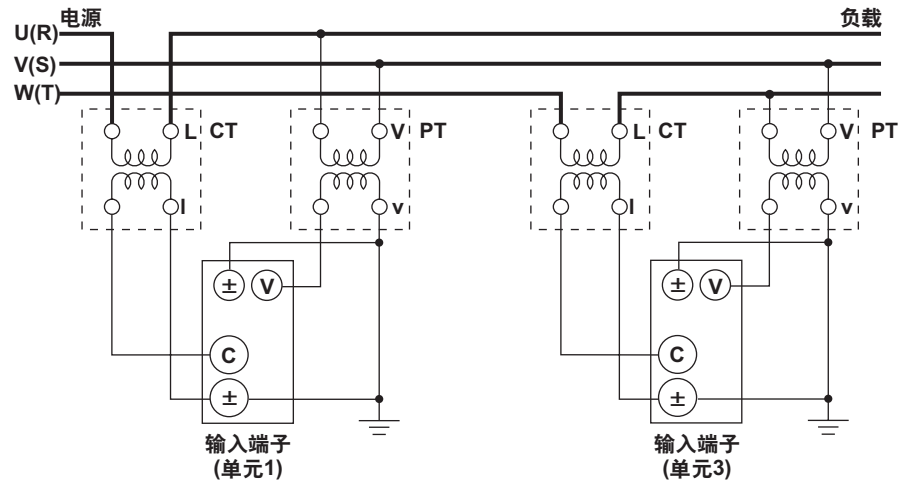 电源
负载
U(R)
V(S)
W(T)
L CT
V PT
L CT
V PT
l
v
l
v
± V
± V
C
C
±
±
输入端子
(单元1)
输入端子
(单元3)